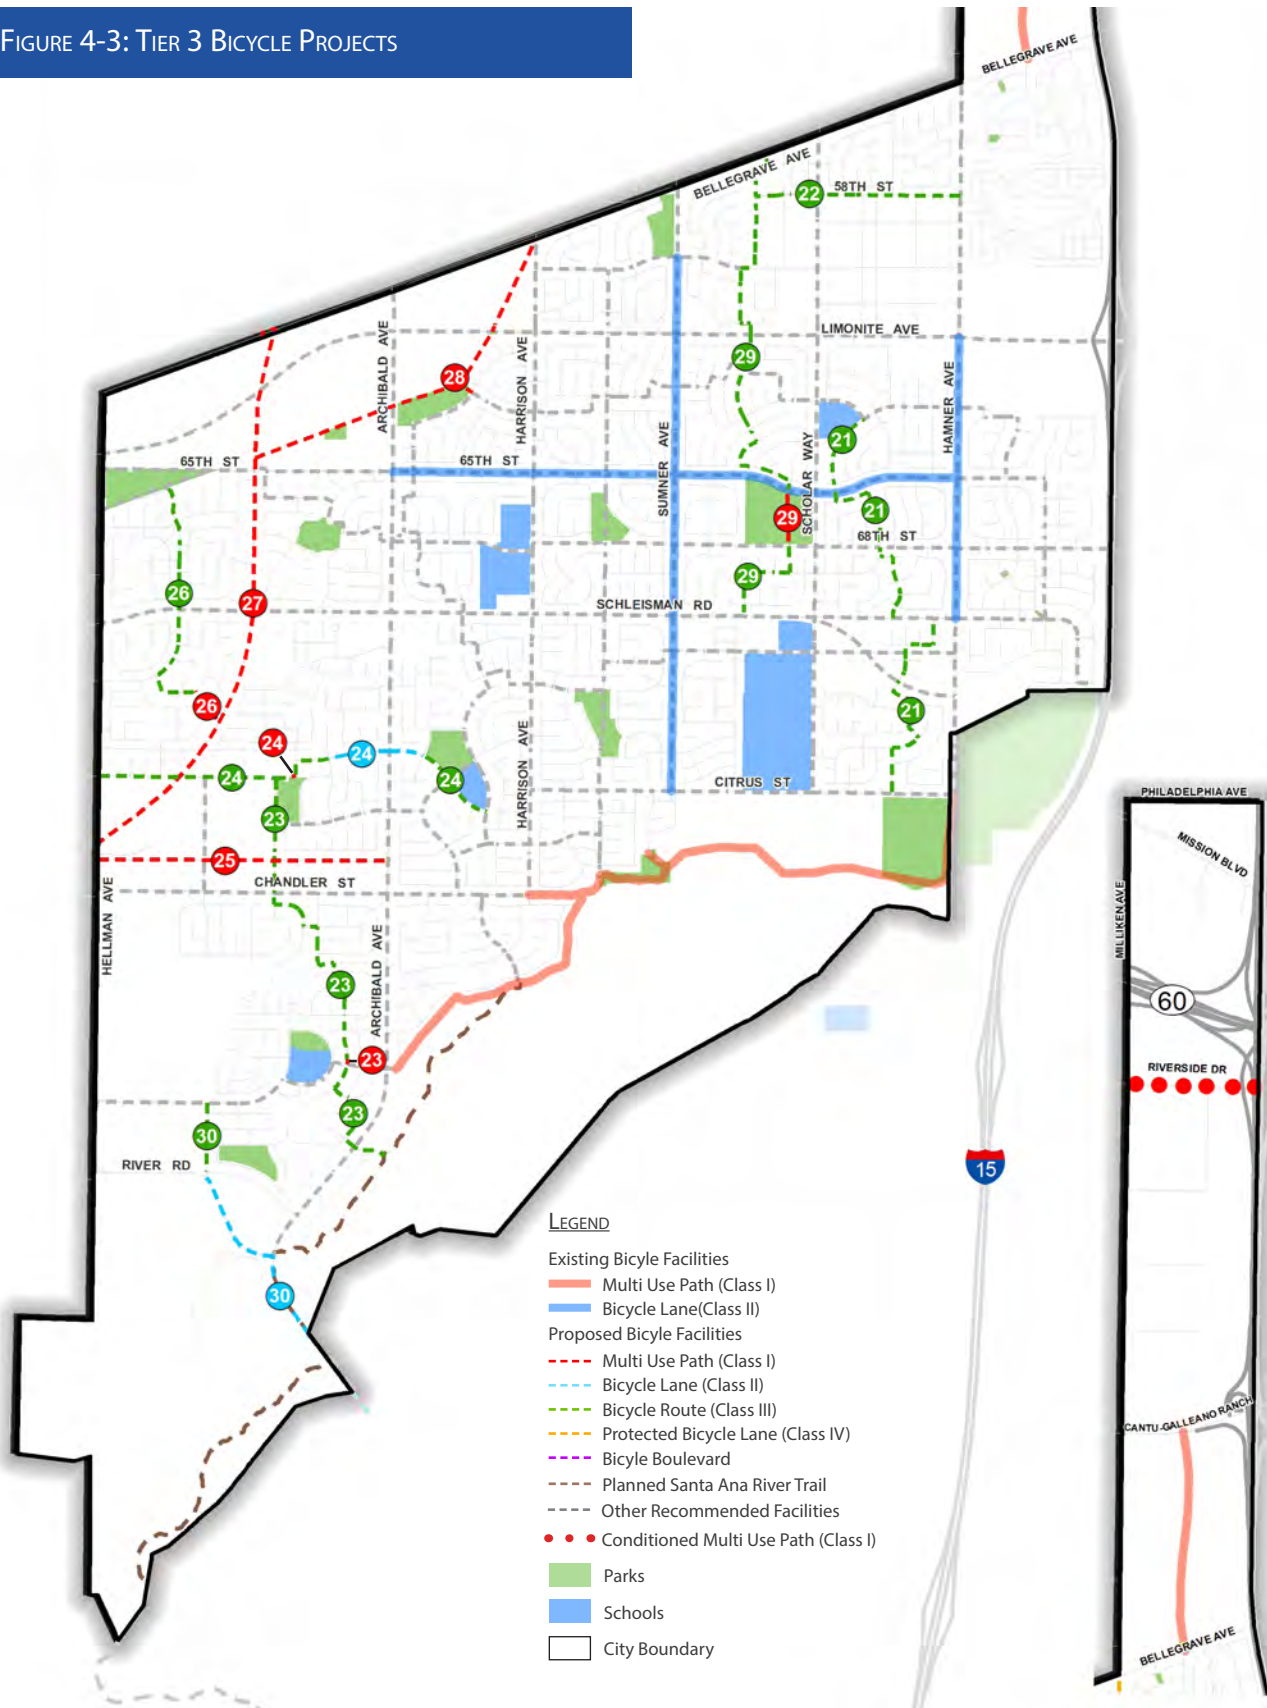 FIGURE 4-3: TIER 3 BICYCLE PROJECTS
BELLEGRAVE AVE
BELLEGRAVE AVE
22
58TH ST
ARCHIBALD AVE
HARRISON AVE
LIMONITE AVE
29
28
HAMNER AVE
SUMNER AVE
SCHOLAR WAY
21
65TH ST
65TH ST
21
29
68TH ST
29
26
27
SCHLEISMAN RD
26
21
24
24
HARRISON AVE
24
24
CITRUS ST
23
25
CHANDLER ST
HELLMAN AVE
ARCHIBALD AVE
23
23
23
30
RIVER RD
30
15
PHILADELPHIA AVE
MISSION BLVD
MILLIKEN AVE
60
RIVERSIDE DR
CANTU-GALLEANO RANCH
BELLEGRAVE AVE
LEGEND
Existing Bicyle Facilities
Multi Use Path (Class I)
Bicycle Lane(Class II)
Proposed Bicyle Facilities
Multi Use Path (Class I)
Bicycle Lane (Class II)
Bicycle Route (Class III)
Protected Bicycle Lane (Class IV)
Bicyle Boulevard
Planned Santa Ana River Trail
Other Recommended Facilities
Conditioned Multi Use Path (Class I)
Parks
Schools
City Boundary